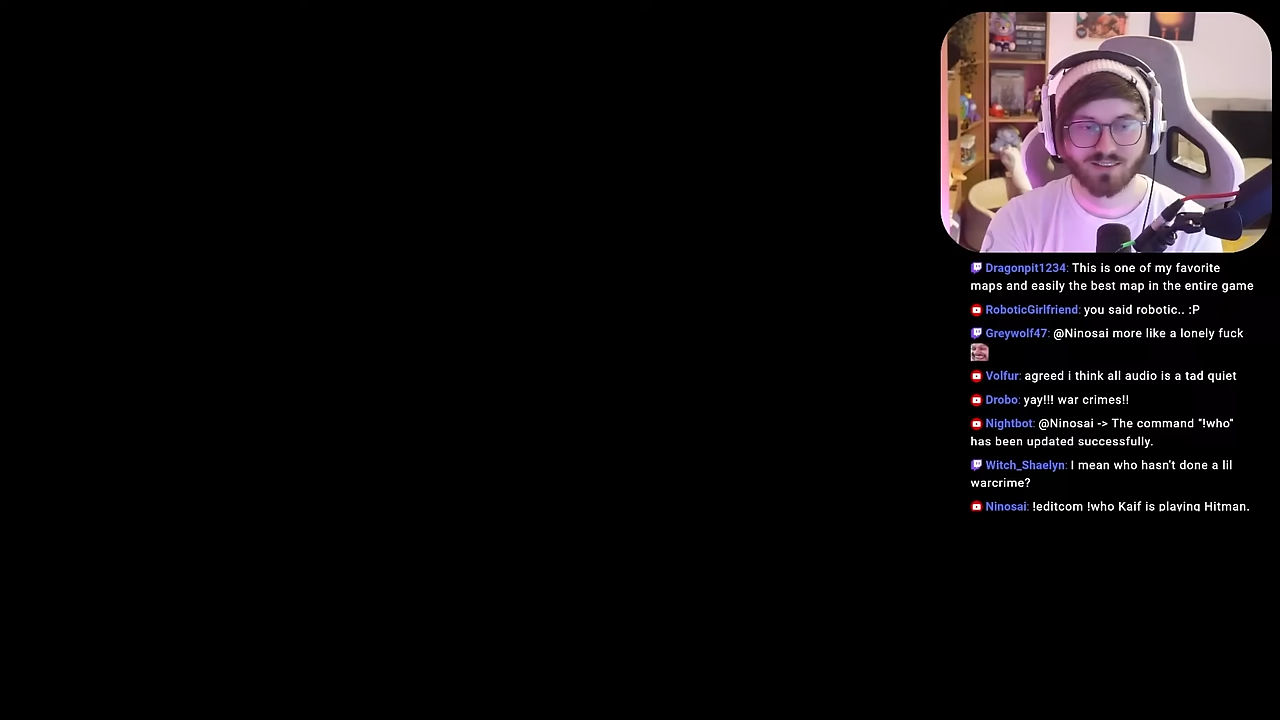 Dragonpit1234: This is one of my favorite
maps and easily the best map in the entire game
RoboticGirlfriend: you said robotic.. :P
Greywolf47: @Ninosai more like a lonely fuck
Volfur: agreed i think all audio is a tad quiet
Drobo: yay!!! war crimes!!
Nightbot: @Ninosai -> The command "!who"
has been updated successfully.
Witch_Shaelyn: I mean who hasn't done a lil
warcrime?
Ninosai: !editcom !who Kaif is playing Hitman.